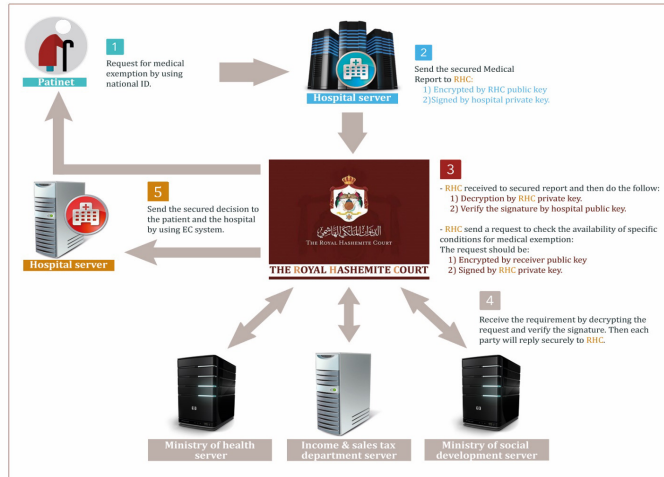 1
Request for medical
exemption by using
national ID.
Patinet
Hospital server
2
Send the secured Medical
Report to RHC:
1) Encrypted by RHC public key
2)Signed by hospital private key.
3
- RHC received to secured report and then do the follow:
1) Decryption by RHC private key.
2) Verify the signature by hospital public key.
- RHC send a request to check the availability of specific
conditions for medical exemption:
The request should be:
1) Encrypted by receiver public key
2) Signed by RHC private key.
الديوان الملكي الهاشمي
THE ROYAL HASHEMITE COURT
THE ROYAL HASHEMITE COURT
5
Send the secured decision to
the patient and the hospital
by using EC system.
Hospital server
4
Receive the requirement by decrypting the
request and verify the signature. Then each
party will reply securely to RHC.
Ministry of health
server
Income & sales tax
department server
Ministry of social
development server